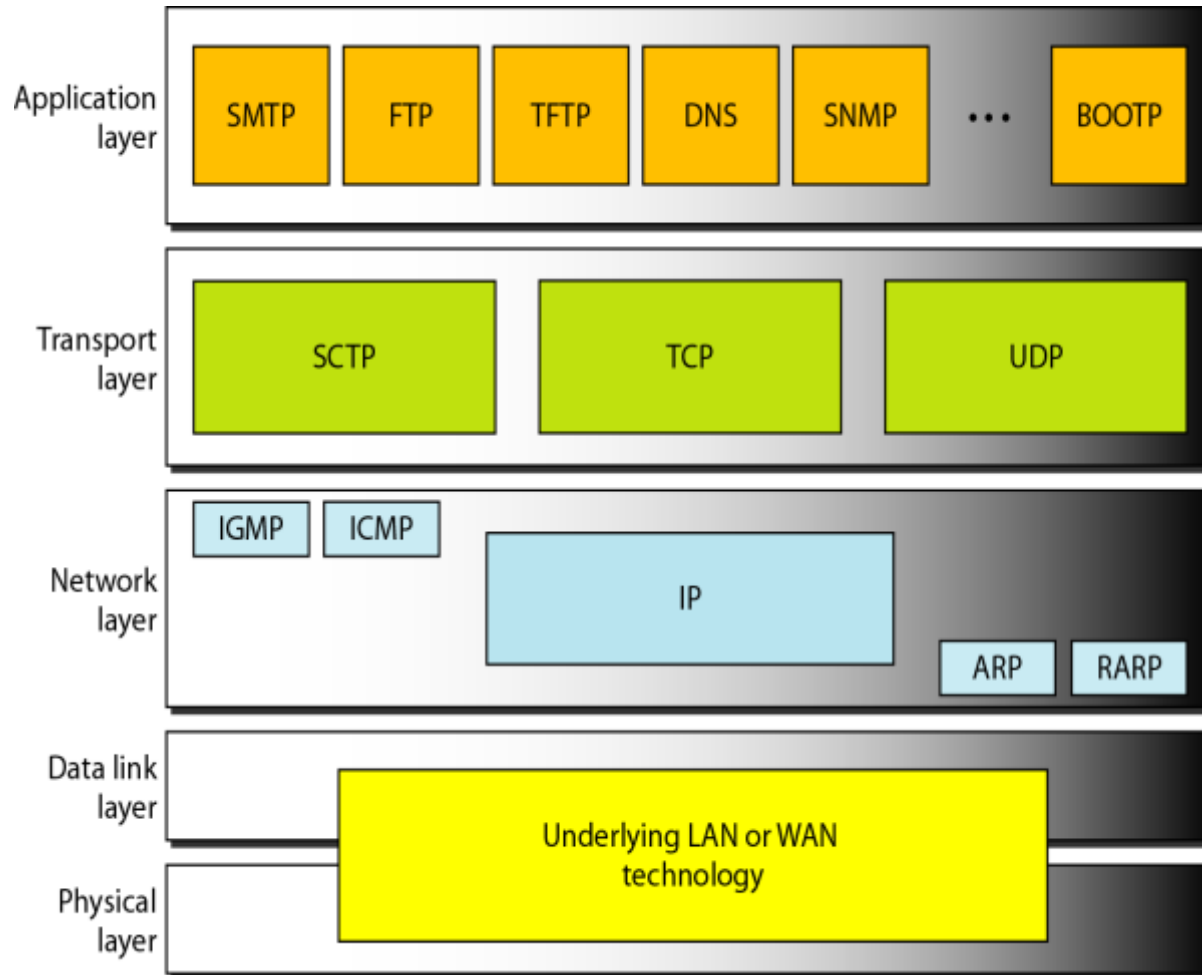 Application
layer
SMTP
FTP
TFTP
DNS
SNMP
...
BOOTP
Transport
layer
SCTP
TCP
UDP
Network
layer
IGMP
ICMP
IP
ARP
RARP
Data link
layer
Underlying LAN or WAN
technology
Physical
layer